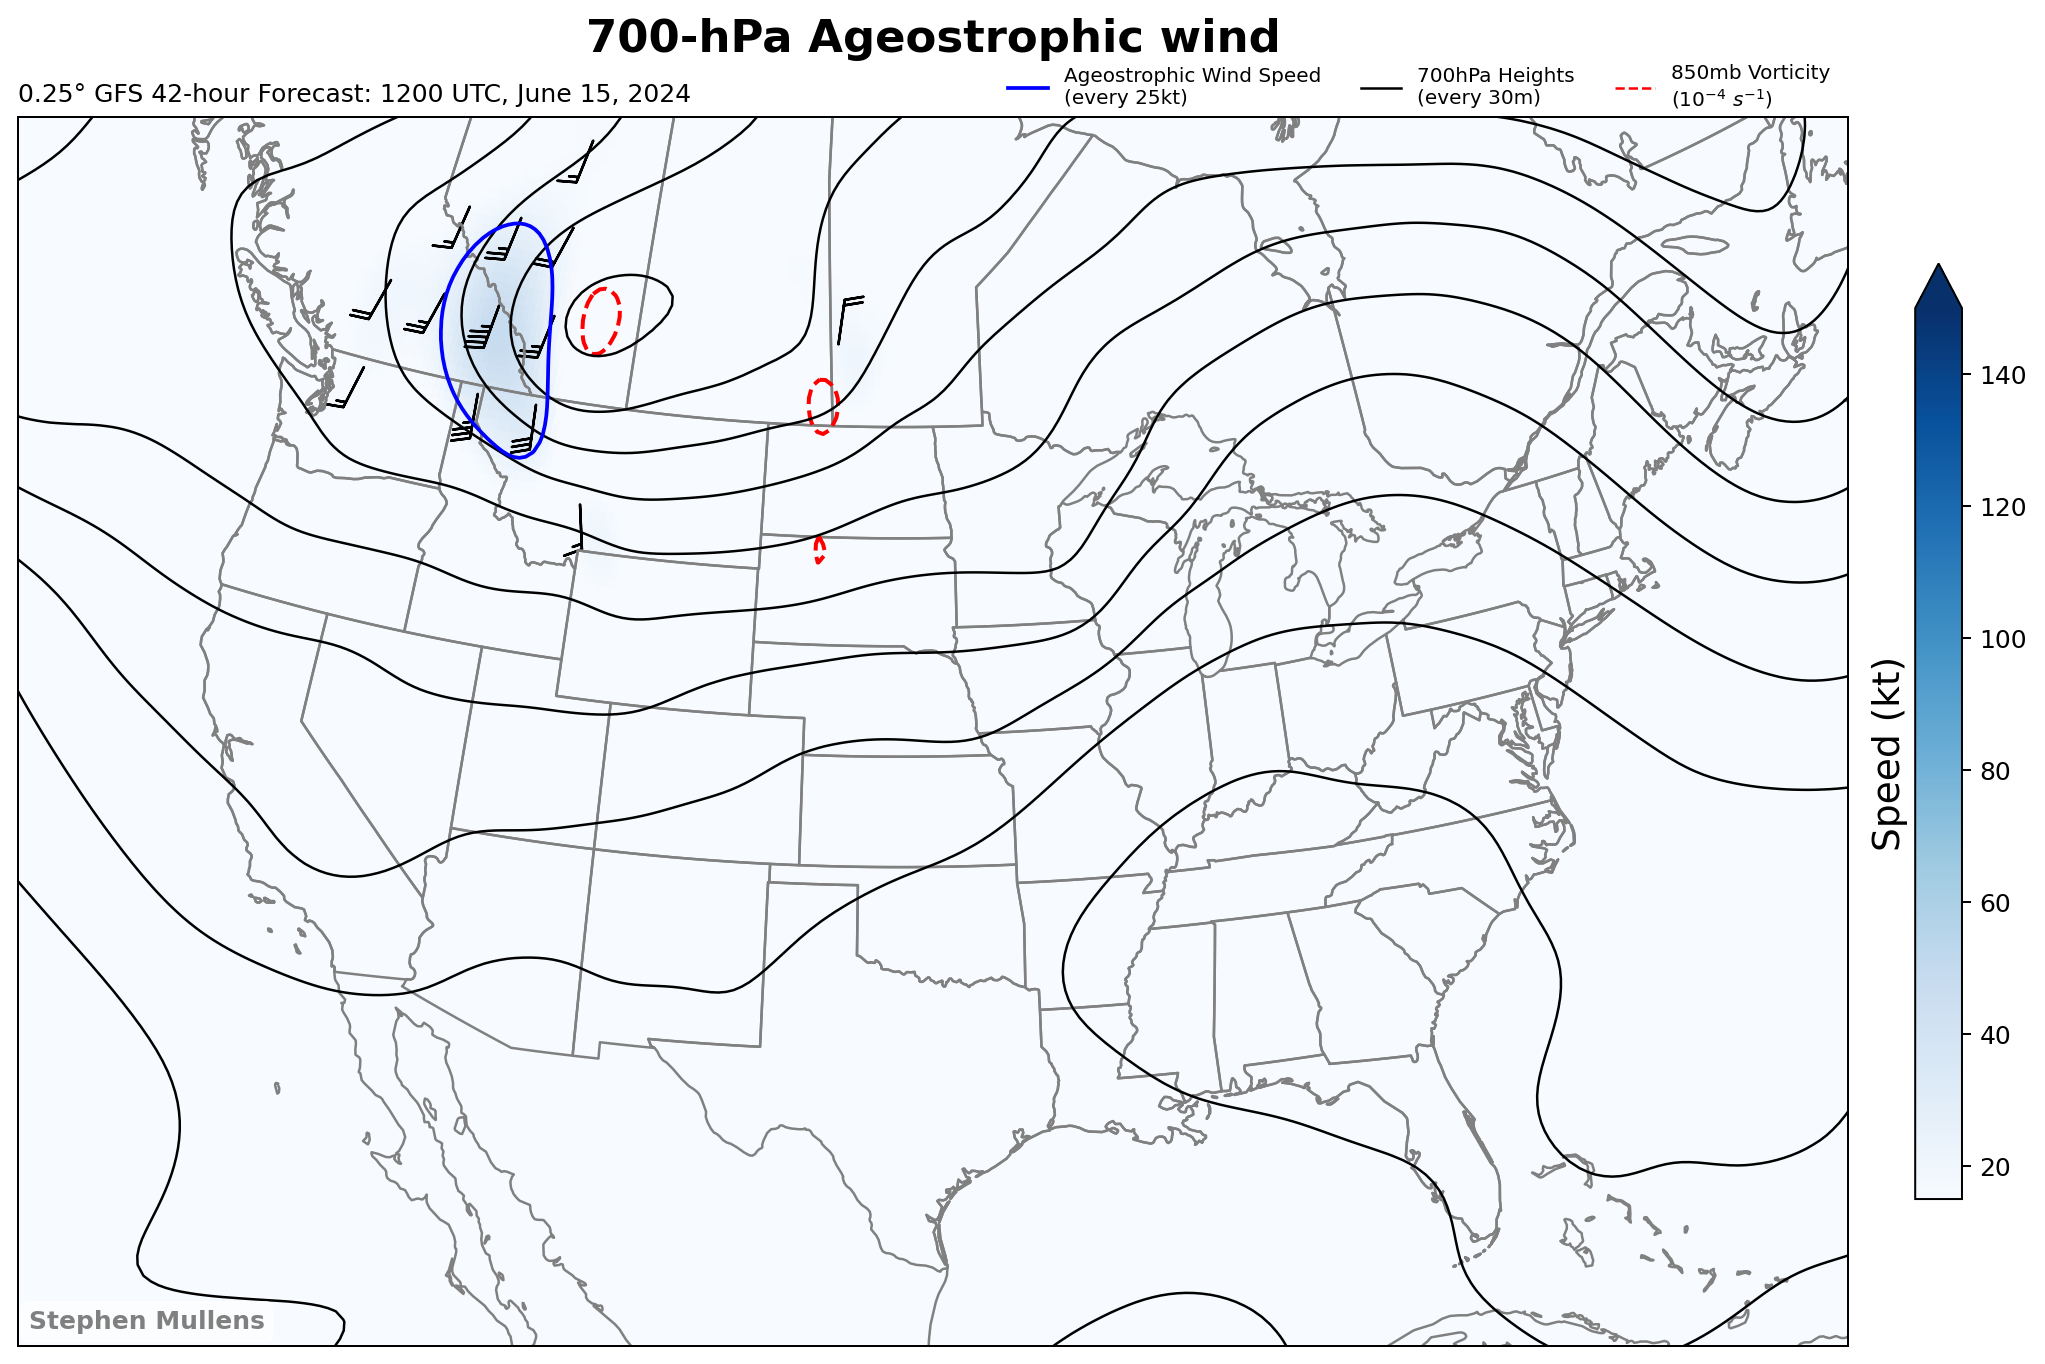 700-hPa Ageostrophic wind
0.25° GFS 42-hour Forecast: 1200 UTC, June 15, 2024
Ageostrophic Wind Speed
(every 25kt)
700hPa Heights
(every 30m)
850mb Vorticity
(10⁻⁴ s⁻¹)
140
120
100
80
60
40
20
Speed (kt)
Stephen Mullens